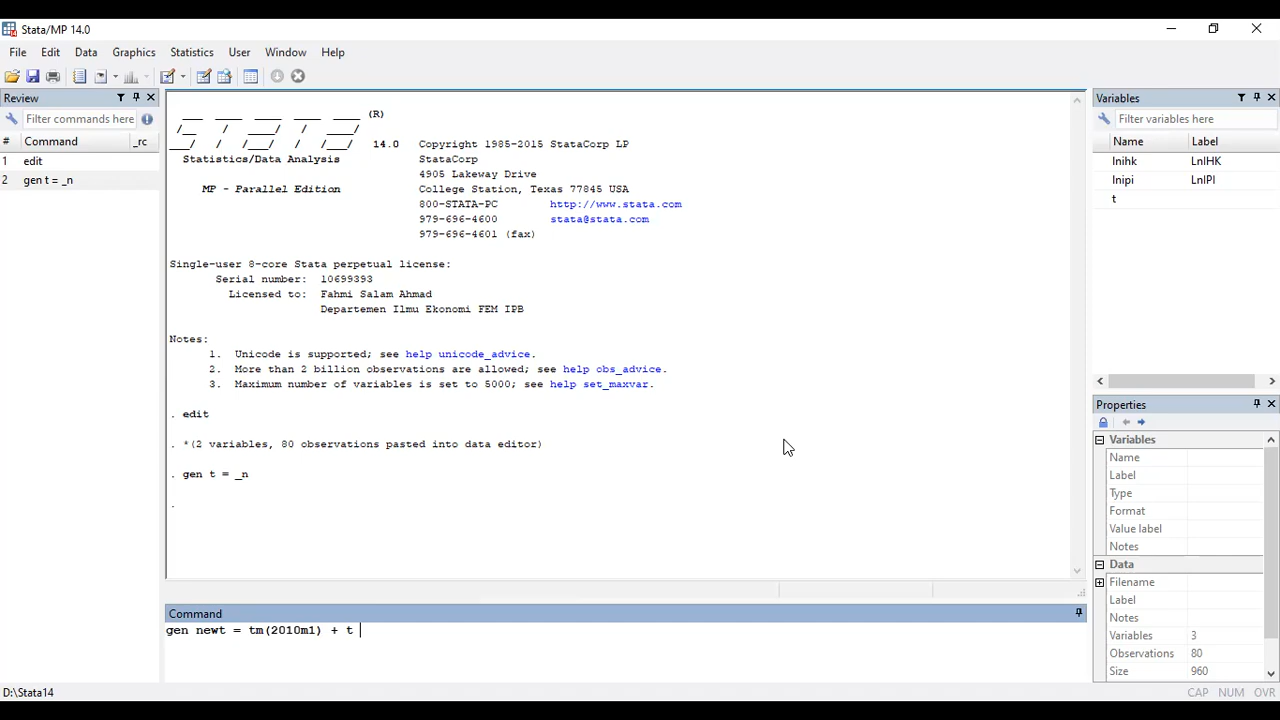 Stata/MP 14.0
File Edit Data Graphics Statistics User Window Help
Review
Filter commands here
# Command _rc
1 edit
2 gen t = _n
(R)
14.0 Copyright 1985-2015 StataCorp LP
Statistics/Data Analysis StataCorp
4905 Lakeway Drive
MP - Parallel Edition College Station, Texas 77845 USA
800-STATA-PC http://www.stata.com
979-696-4600 stata@stata.com
979-696-4601 (fax)
Single-user 8-core Stata perpetual license:
Serial number: 10699393
Licensed to: Fahmi Salam Ahmad
Departemen Ilmu Ekonomi FEM IPB
Notes:
1. Unicode is supported; see help unicode_advice.
2. More than 2 billion observations are allowed; see help obs_advice.
3. Maximum number of variables is set to 5000; see help set_maxvar.
. edit
. *(2 variables, 80 observations pasted into data editor)
. gen t = _n
.
Command
gen newt = tm(2010m1) + t
Variables
Filter variables here
Name Label
lnihk LnIHK
lnipi LnIPI
t
Properties
Variables
Name
Label
Type
Format
Value label
Notes
Data
Filename
Label
Notes
Variables 3
Observations 80
Size 960
D:\Stata14
CAP NUM OVR